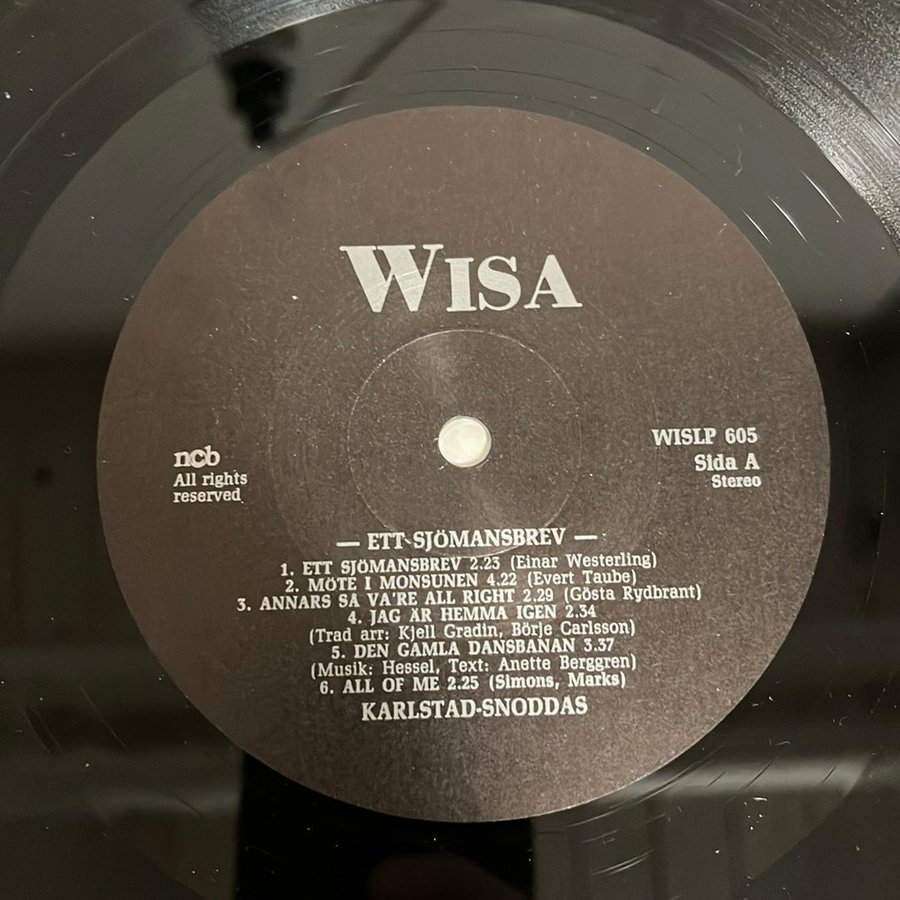 WISA
ncb
All rights
reserved
WISLP 605
Sida A
Stereo
— ETT SJÖMANSBREV —
1. ETT SJÖMANSBREV 2.23 (Einar Westerling)
2. MÖTE I MONSUNEN 4.22 (Evert Taube)
3. ANNARS SÅ VA'RE ALL RIGHT 2.29 (Gösta Rydbrant)
4. JAG ÄR HEMMA IGEN 2.34
(Trad arr: Kjell Gradin, Börje Carlsson)
5. DEN GAMLA DANSBANAN 3.37
(Musik: Hessel, Text: Anette Berggren)
6. ALL OF ME 2.25 (Simons, Marks)
KARLSTAD-SNODDAS